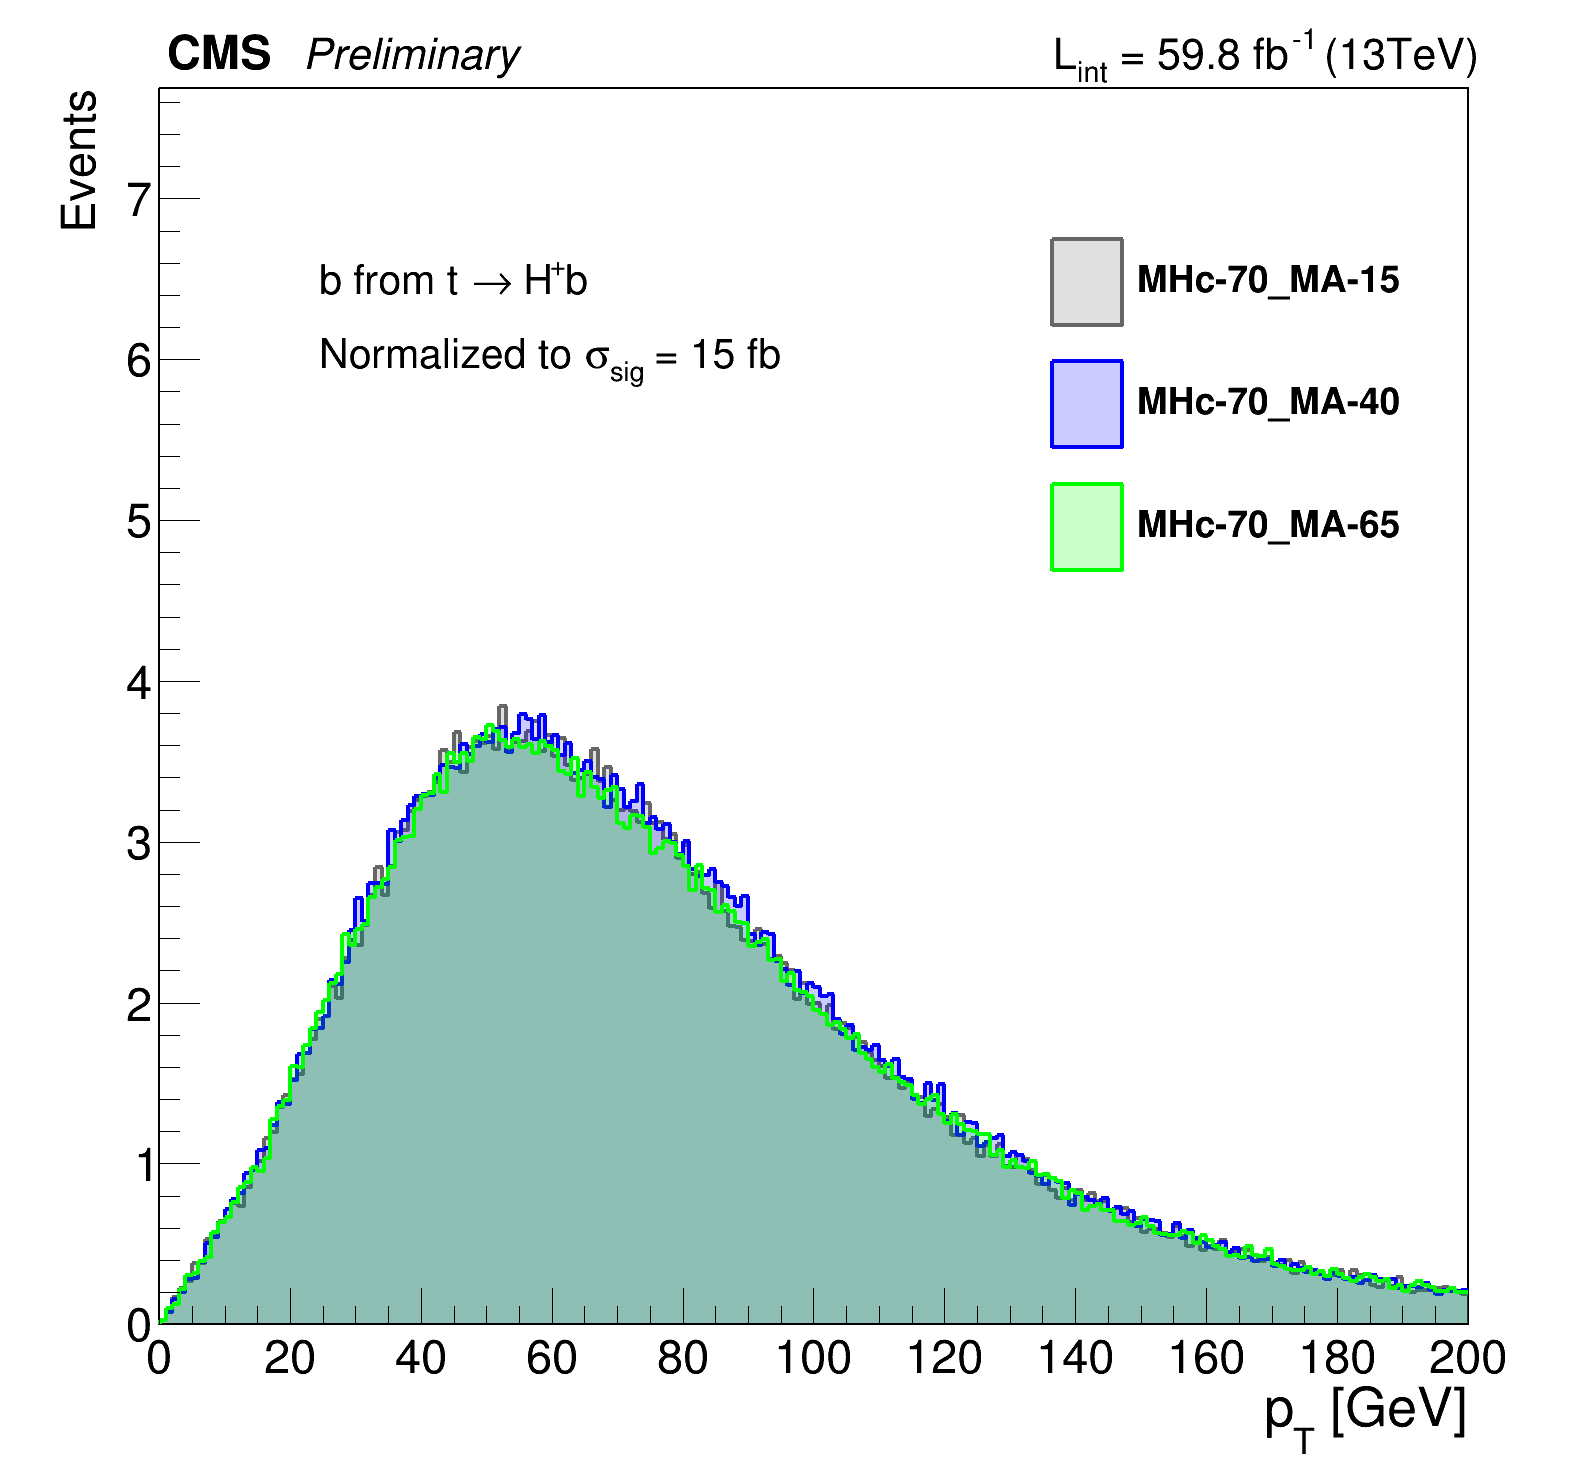 CMS Preliminary
L_int = 59.8 fb^-1 (13TeV)
Events
7
6
5
4
3
2
1
0
b from t → H⁺b
Normalized to σ_sig = 15 fb
MHc-70_MA-15
MHc-70_MA-40
MHc-70_MA-65
0 20 40 60 80 100 120 140 160 180 200
p_T [GeV]